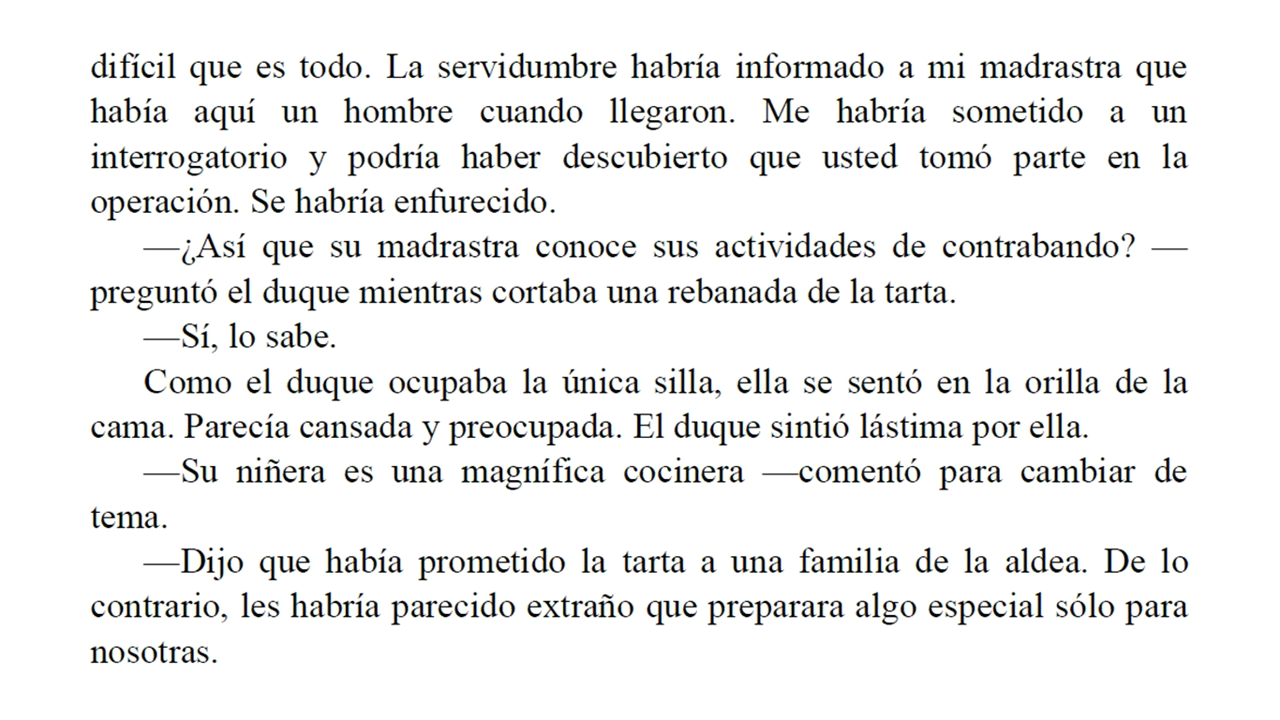 difícil que es todo. La servidumbre habría informado a mi madrastra que
había aquí un hombre cuando llegaron. Me habría sometido a un
interrogatorio y podría haber descubierto que usted tomó parte en la
operación. Se habría enfurecido.
—¿Así que su madrastra conoce sus actividades de contrabando? —
preguntó el duque mientras cortaba una rebanada de la tarta.
—Sí, lo sabe.
Como el duque ocupaba la única silla, ella se sentó en la orilla de la
cama. Parecía cansada y preocupada. El duque sintió lástima por ella.
—Su niñera es una magnífica cocinera —comentó para cambiar de
tema.
—Dijo que había prometido la tarta a una familia de la aldea. De lo
contrario, les habría parecido extraño que preparara algo especial sólo para
nosotras.